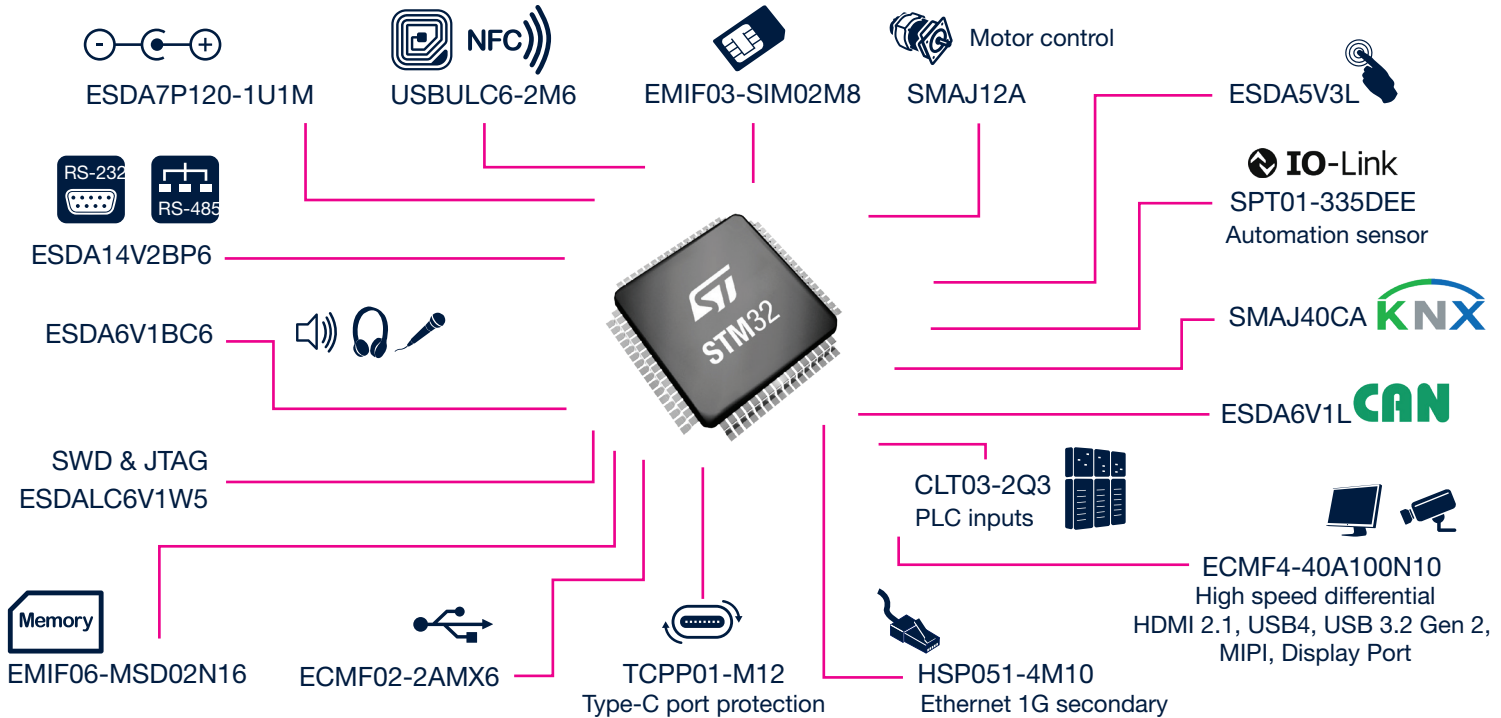 NFC
Motor control
ESDA7P120-1U1M
USBULC6-2M6
EMIF03-SIM02M8
SMAJ12A
ESDA5V3L
RS-232
RS-485
ESDA14V2BP6
IO-Link
SPT01-335DEE
Automation sensor
ESDA6V1BC6
ST
STM32
SMAJ40CA
KNX
ESDA6V1L
CAN
SWD & JTAG
ESDALC6V1W5
CLT03-2Q3
PLC inputs
ECMF4-40A100N10
High speed differential
HDMI 2.1, USB4, USB 3.2 Gen 2,
MIPI, Display Port
Memory
EMIF06-MSD02N16
ECMF02-2AMX6
TCPP01-M12
Type-C port protection
HSP051-4M10
Ethernet 1G secondary